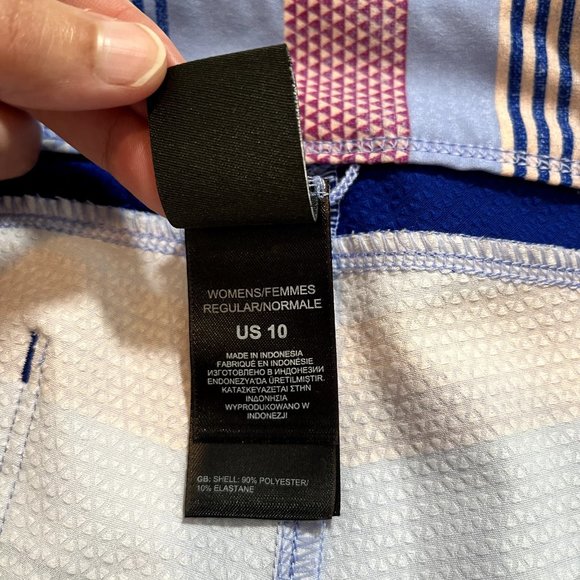 WOMENS/FEMMES
REGULAR/NORMALE
US 10
MADE IN INDONESIA
FABRIQUÉ EN INDONÉSIE
ИЗГОТОВЛЕНО В ИНДОНЕЗИИ
ENDONEZYA'DA ÜRETILMIŞTIR.
ΚΑΤΑΣΚΕΥΑΖΕΤΑΙ ΣΤΗΝ
ΙΝΔΟΝΗΣΙΑ
WYPRODUKOWANO W
INDONEZJI
GB: SHELL: 90% POLYESTER/
10% ELASTANE